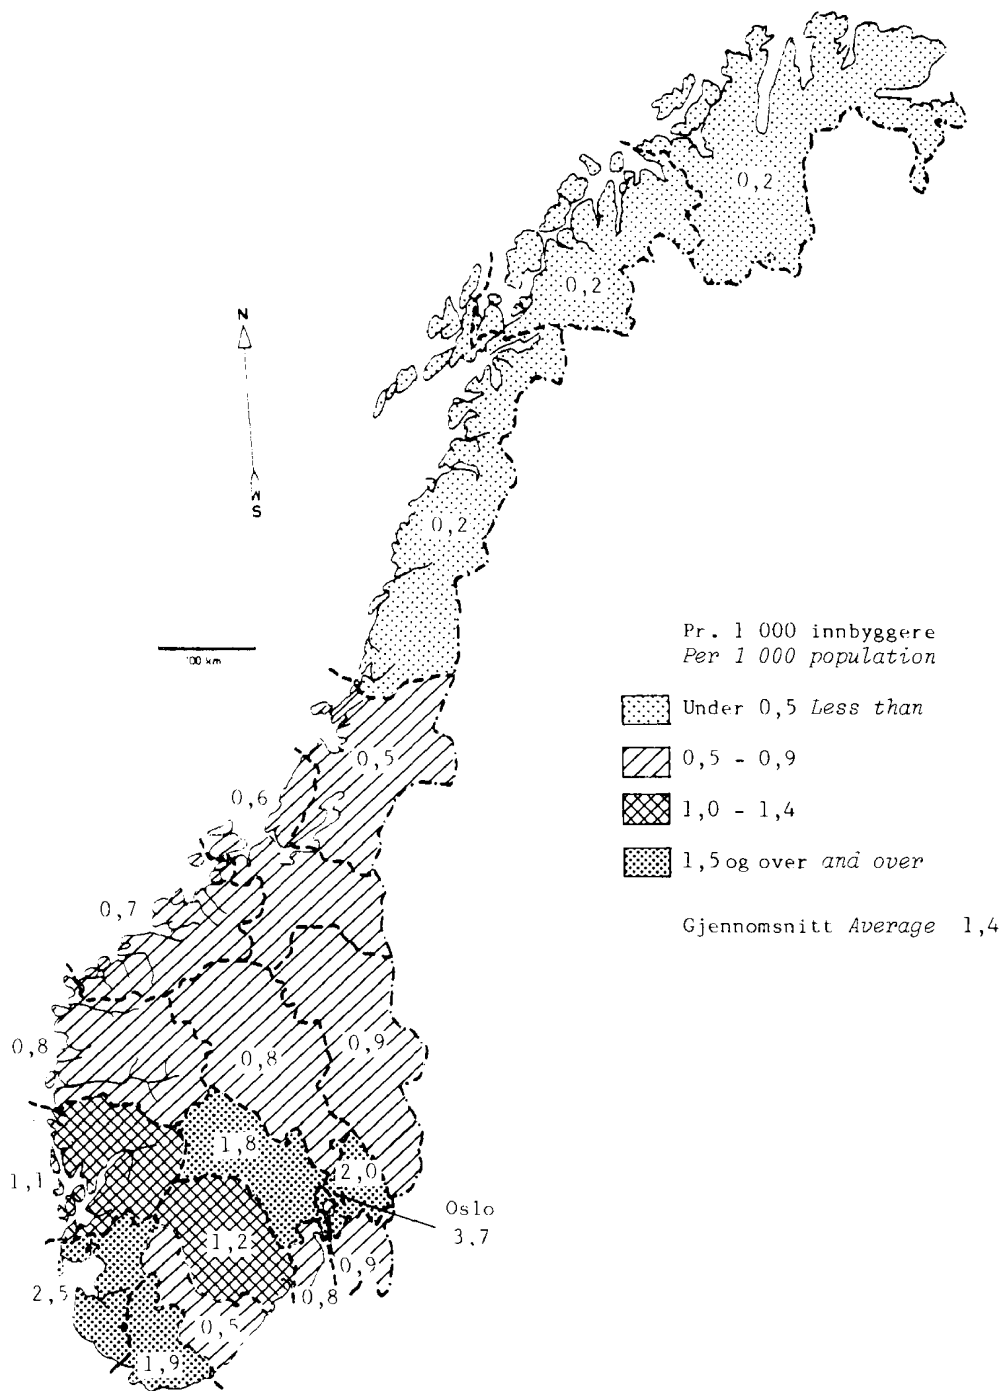 0,2
0,2
N
N
S
0,2
100 km
Pr. 1 000 innbyggere
Per 1 000 population
Under 0,5 Less than
0,5 - 0,9
1,0 - 1,4
1,5 og over and over
Gjennomsnitt Average 1,4
0,5
0,6
0,7
0,8
0,8
0,9
1,8
2,0
1,1
Oslo
3,7
1,2
0,9
2,5
0,8
0,5
1,9